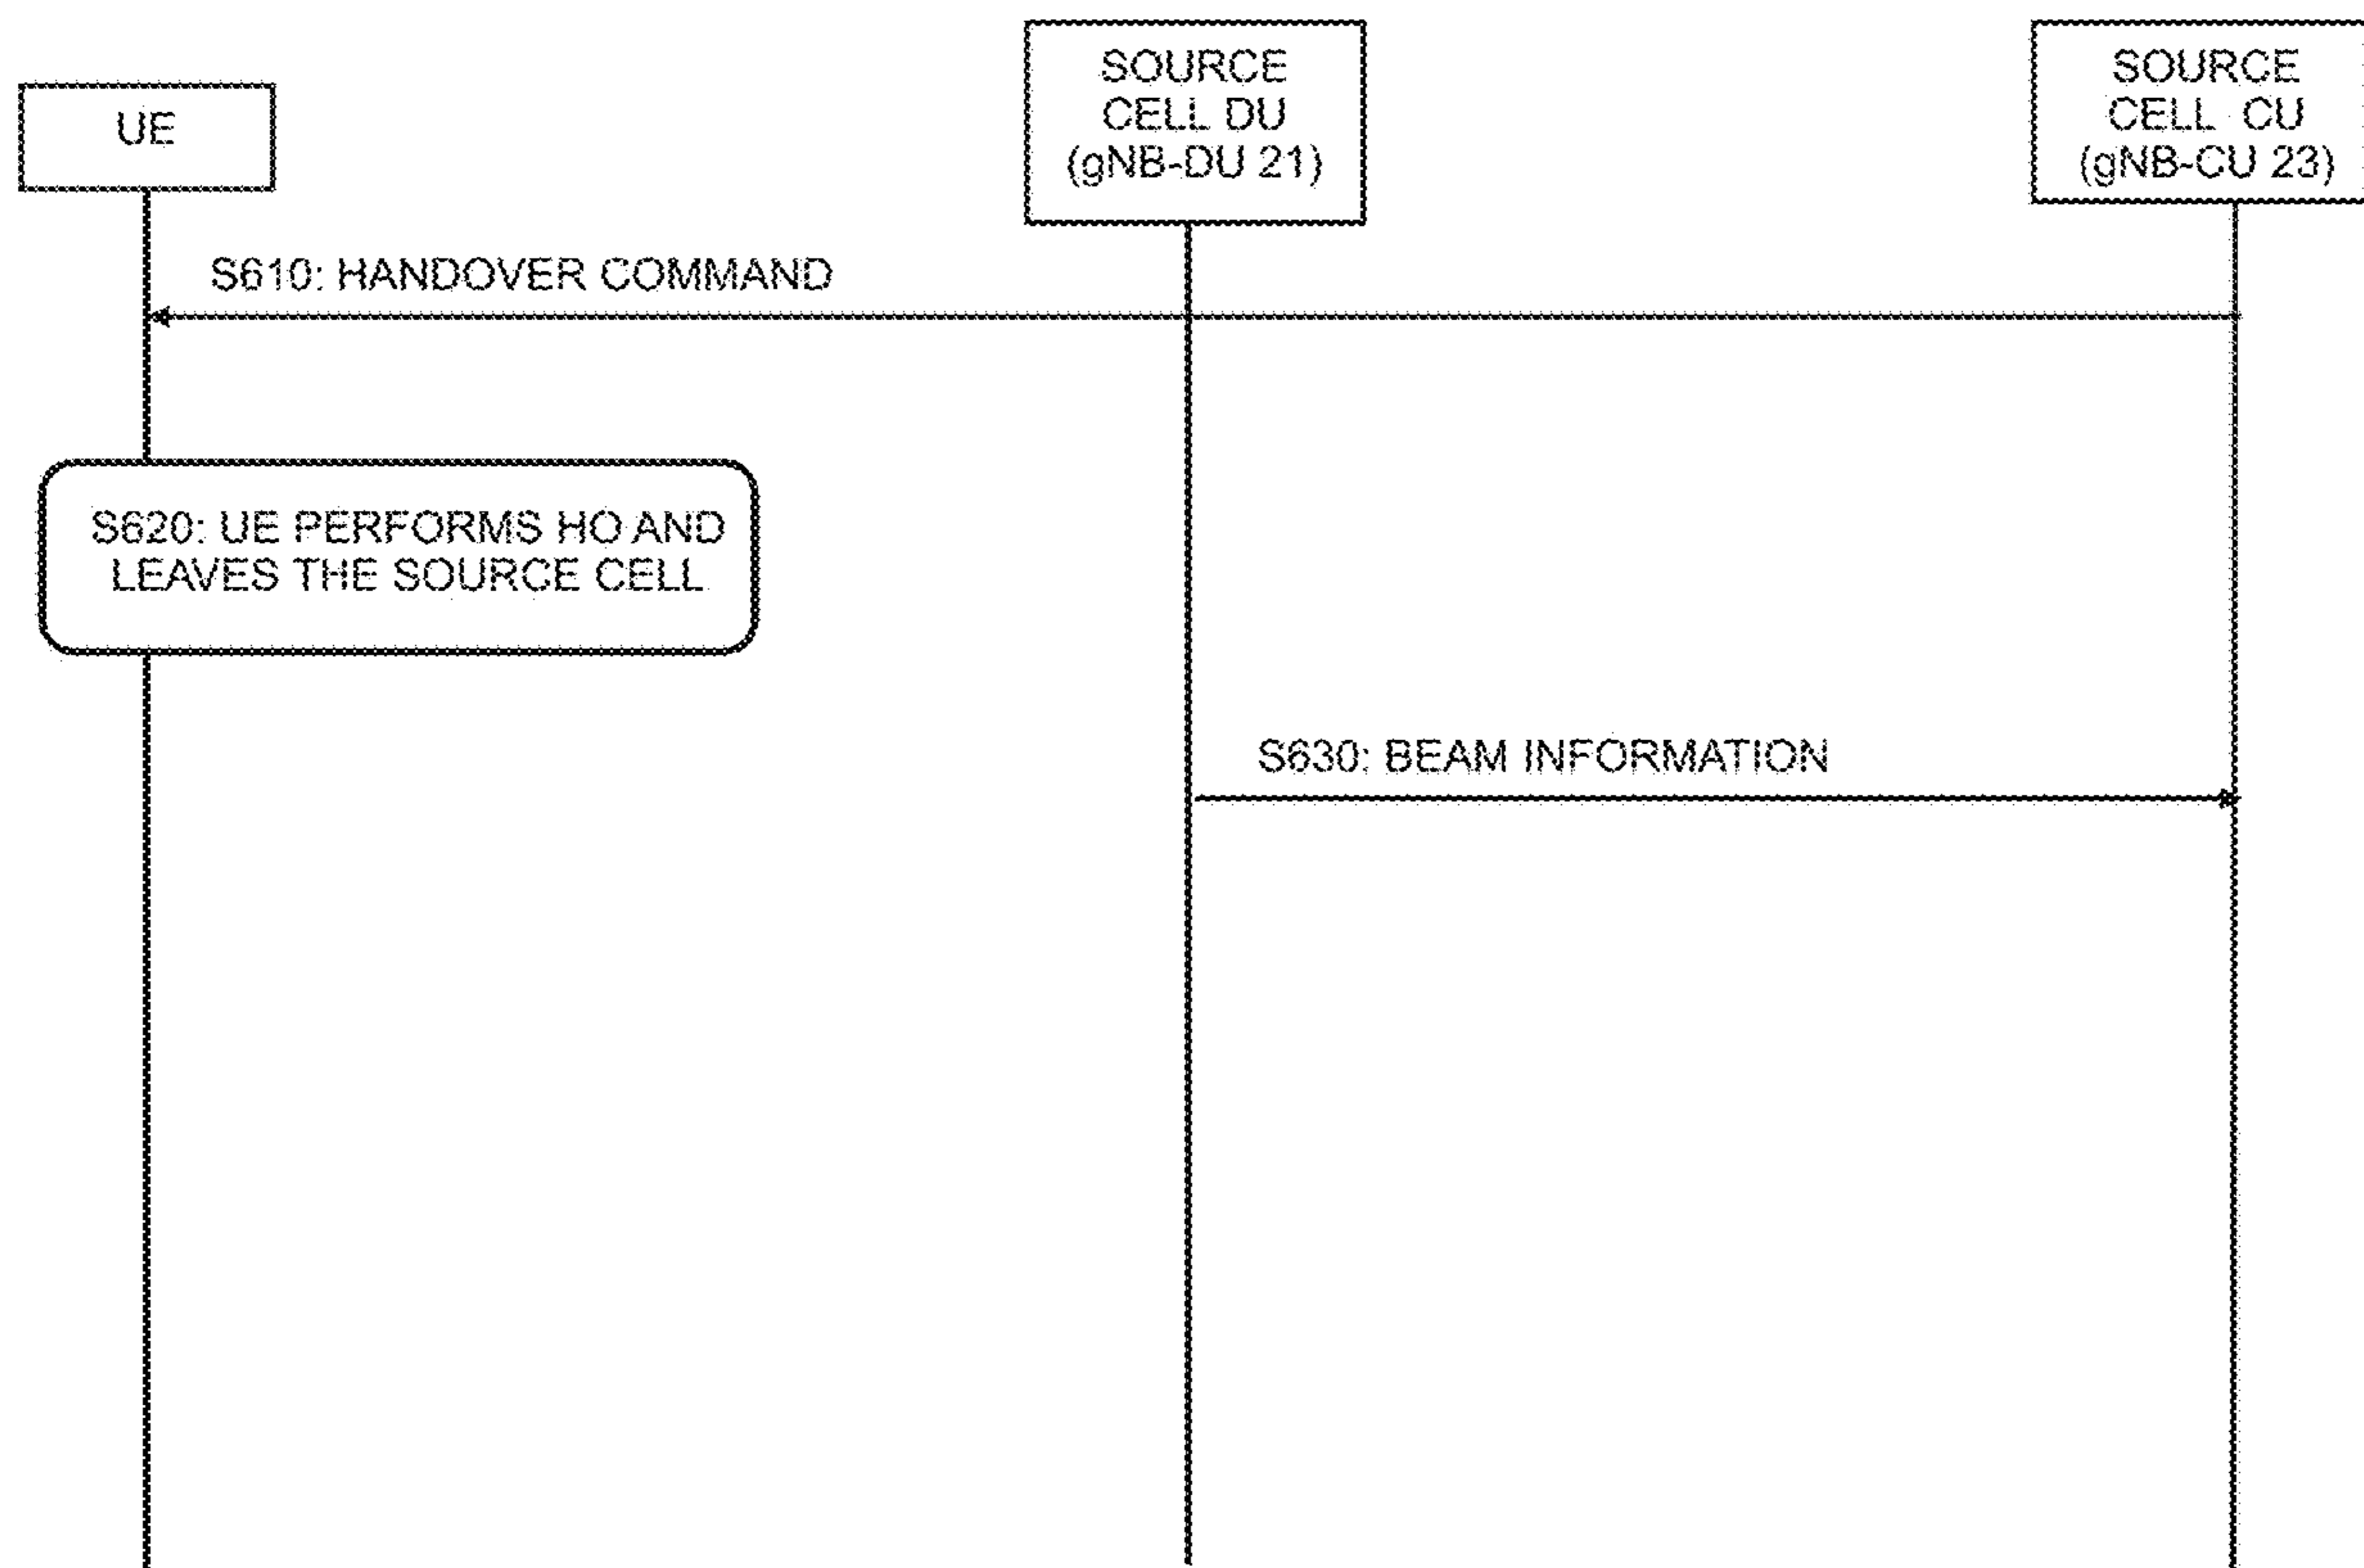 UE
SOURCE
CELL DU
(gNB-DU 21)
SOURCE
CELL CU
(gNB-CU 23)
S610: HANDOVER COMMAND
S620: UE PERFORMS HO AND
LEAVES THE SOURCE CELL
S630: BEAM INFORMATION